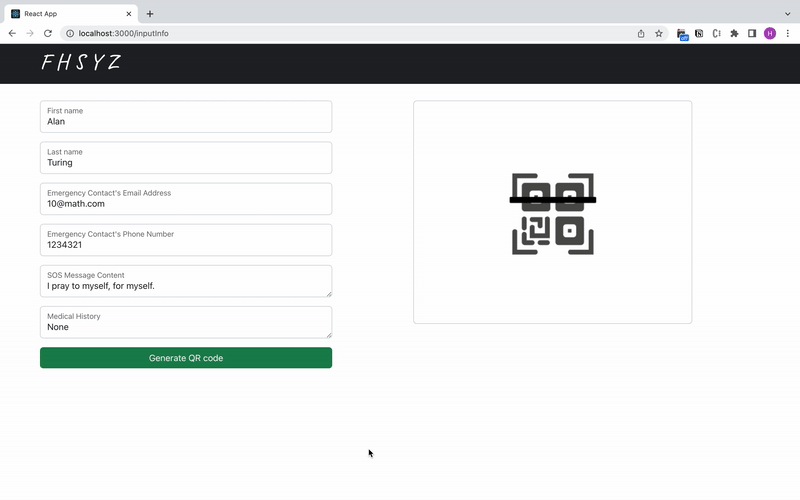 React App
localhost:3000/inputInfo
off
H
FHSYZ
First name
Alan
Last name
Turing
Emergency Contact's Email Address
10@math.com
Emergency Contact's Phone Number
1234321
SOS Message Content
I pray to myself, for myself.
Medical History
None
Generate QR code